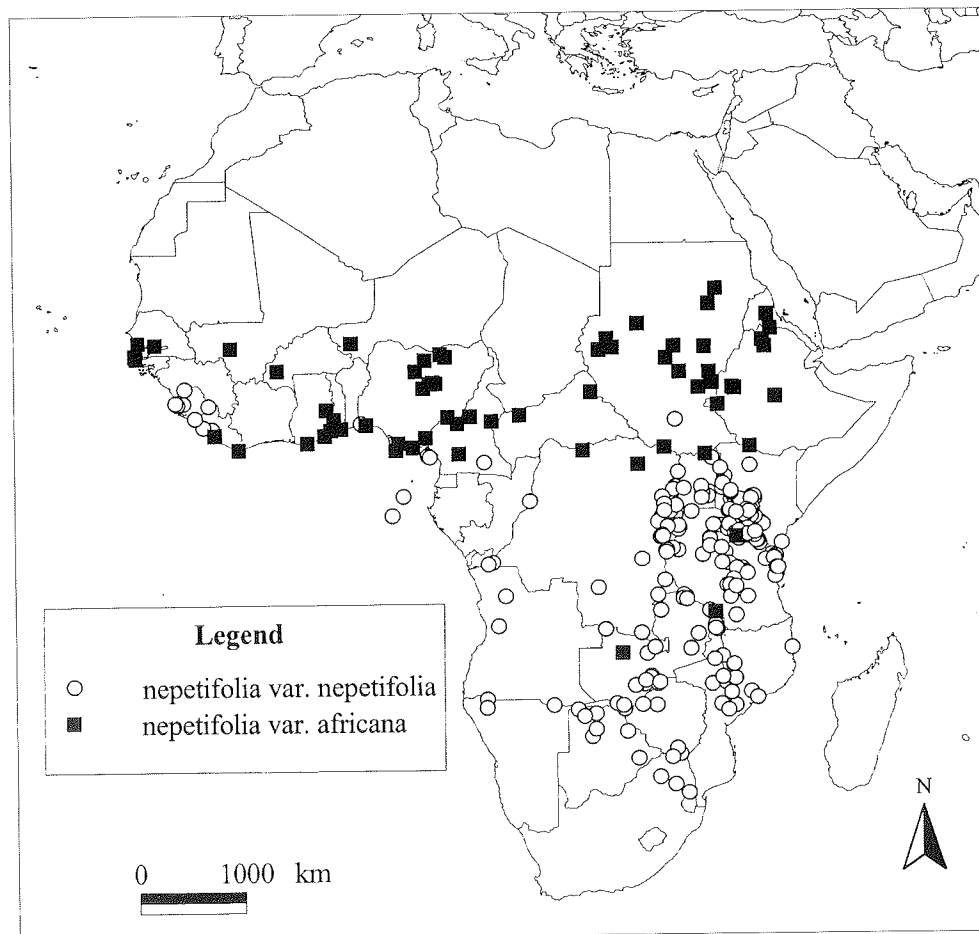 Legend
nepetifolia var. nepetifolia
nepetifolia var. africana
N
0 1000 km